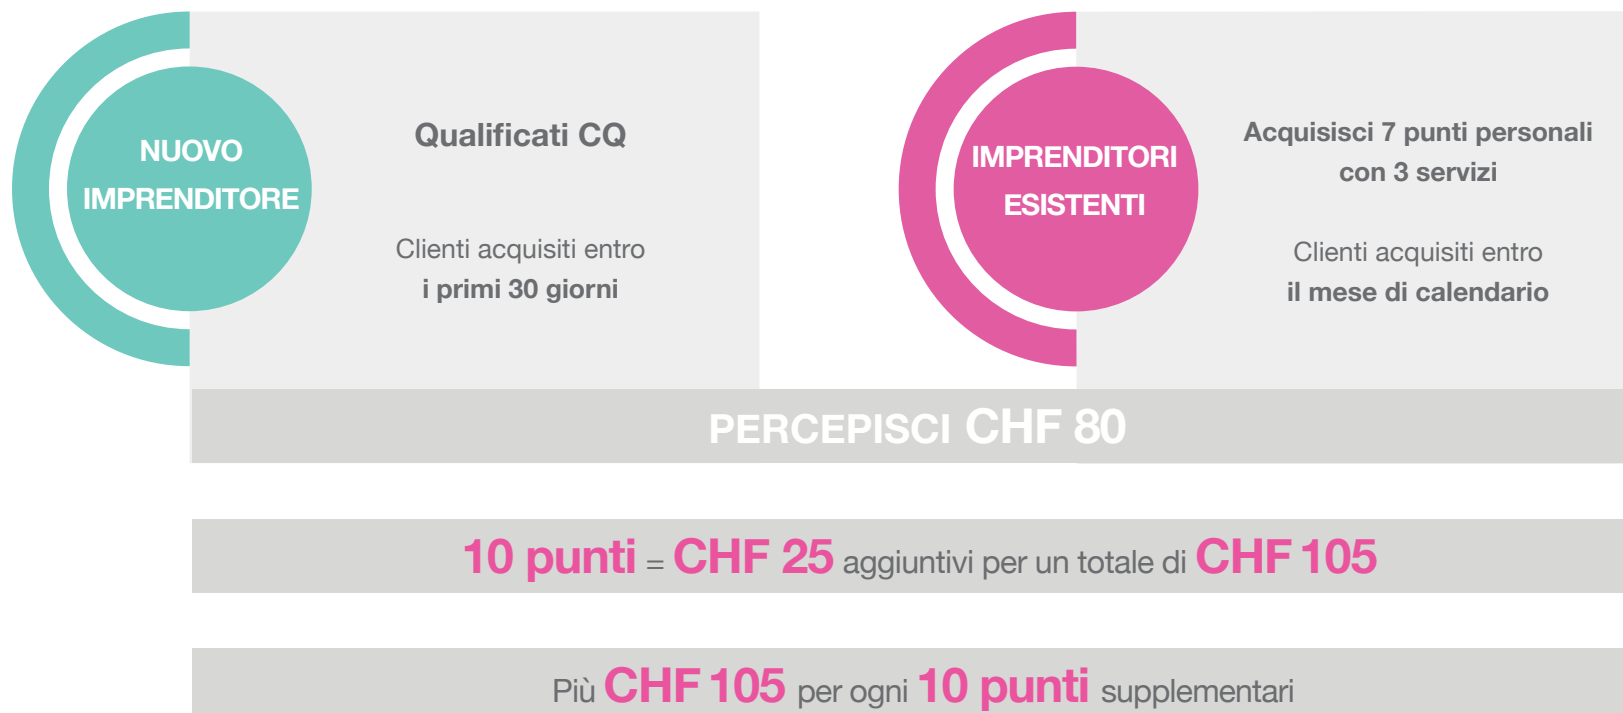 NUOVO
IMPRENDITORE
Qualificati CQ
Clienti acquisiti entro
i primi 30 giorni
IMPRENDITORI
ESISTENTI
Acquisisci 7 punti personali
con 3 servizi
Clienti acquisiti entro
il mese di calendario
PERCEPISCI CHF 80
10 punti = CHF 25 aggiuntivi per un totale di CHF 105
Più CHF 105 per ogni 10 punti supplementari